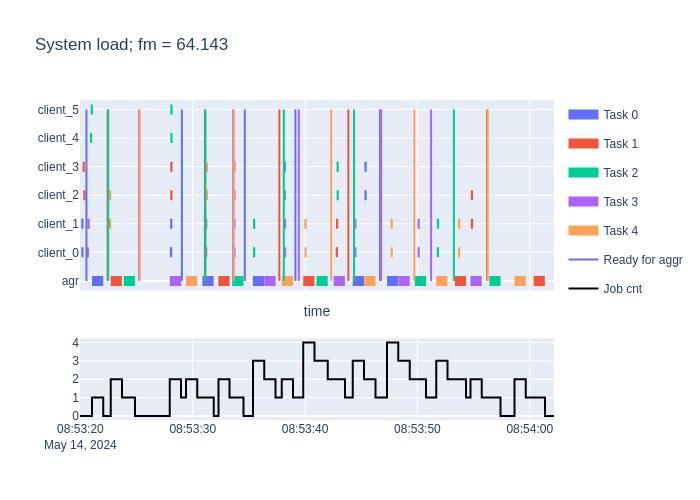 System load; fm = 64.143
client_5
client_4
client_3
client_2
client_1
client_0
agr
time
Task 0
Task 1
Task 2
Task 3
Task 4
Ready for aggr
Job cnt
4
3
2
1
0
08:53:20 08:53:30 08:53:40 08:53:50 08:54:00
May 14, 2024